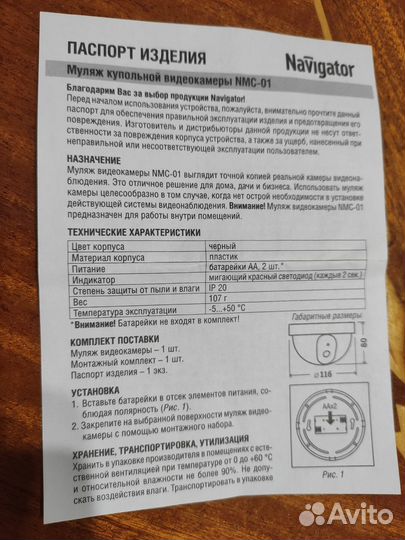 ПАСПОРТ ИЗДЕЛИЯ
Navigator
Муляж купольной видеокамеры NMC-01
Благодарим Вас за выбор продукции Navigator!
Перед началом использования устройства, пожалуйста, внимательно прочтите данный
паспорт для обеспечения правильной эксплуатации изделия и предотвращения его
повреждения. Изготовитель и дистрибьюторы данной продукции не несут ответ-
ственности за повреждения корпуса устройства, а также за ущерб, нанесенный при
неправильной или несоответствующей эксплуатации пользователем.
НАЗНАЧЕНИЕ
Муляж видеокамеры NMC-01 выглядит точной копией реальной камеры видеона-
блюдения. Это отличное решение для дома, дачи и бизнеса. Использовать муляж
камеры целесообразно в том случае, когда нет острой необходимости в установке
действующей системы видеонаблюдения. Внимание! Муляж видеокамеры NMC-01
предназначен для работы внутри помещений.
ТЕХНИЧЕСКИЕ ХАРАКТЕРИСТИКИ
Цвет корпуса черный
Материал корпуса пластик
Питание батарейки АА, 2 шт.*
Индикатор мигающий красный светодиод (каждые 2 сек.)
Степень защиты от пыли и влаги IP 20
Вес 107 г
Температура эксплуатации -5...+50 °C
*Внимание! Батарейки не входят в комплект!
Габаритные размеры
80
⌀116
КОМПЛЕКТ ПОСТАВКИ
Муляж видеокамеры – 1 шт.
Монтажный комплект – 1 шт.
Паспорт изделия – 1 экз.
УСТАНОВКА
1. Вставьте батарейки в отсек элементов питания, со-
блюдая полярность (Рис. 1).
2. Закрепите на выбранной поверхности муляж видео-
камеры с помощью монтажного набора.
AAx2
Рис. 1
ХРАНЕНИЕ, ТРАНСПОРТИРОВКА, УТИЛИЗАЦИЯ
Хранить в упаковке производителя в помещениях с есте-
ственной вентиляцией при температуре от 0 до +60 °C
и относительной влажности не более 90%. Не допу-
скать воздействия влаги. Транспортировать в упаковке
Avito